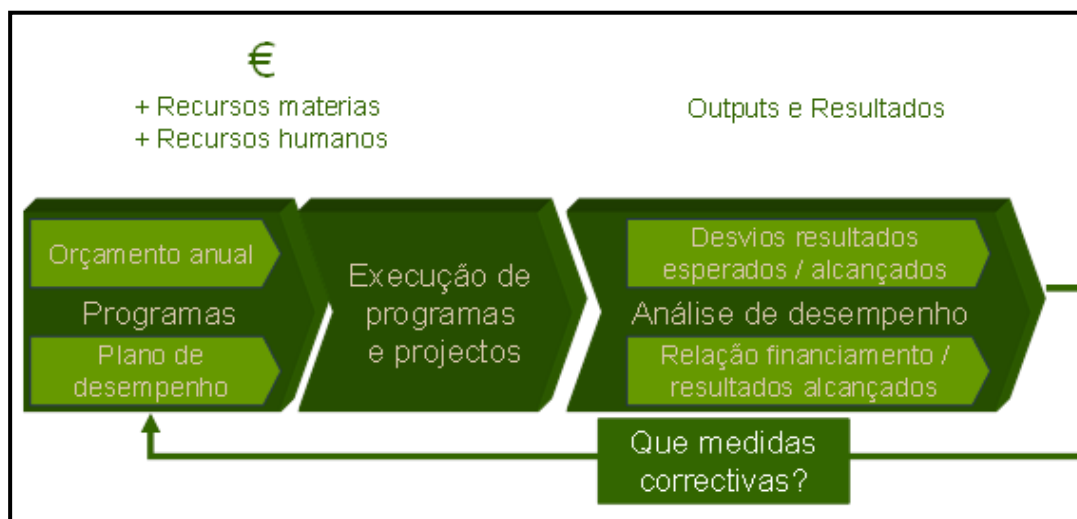 €
+ Recursos materias
+ Recursos humanos
Outputs e Resultados
Orçamento anual
Programas
Plano de
desempenho
Execução de
programas
e projectos
Desvios resultados
esperados / alcançados
Análise de desempenho
Relação financiamento /
resultados alcançados
Que medidas
correctivas?